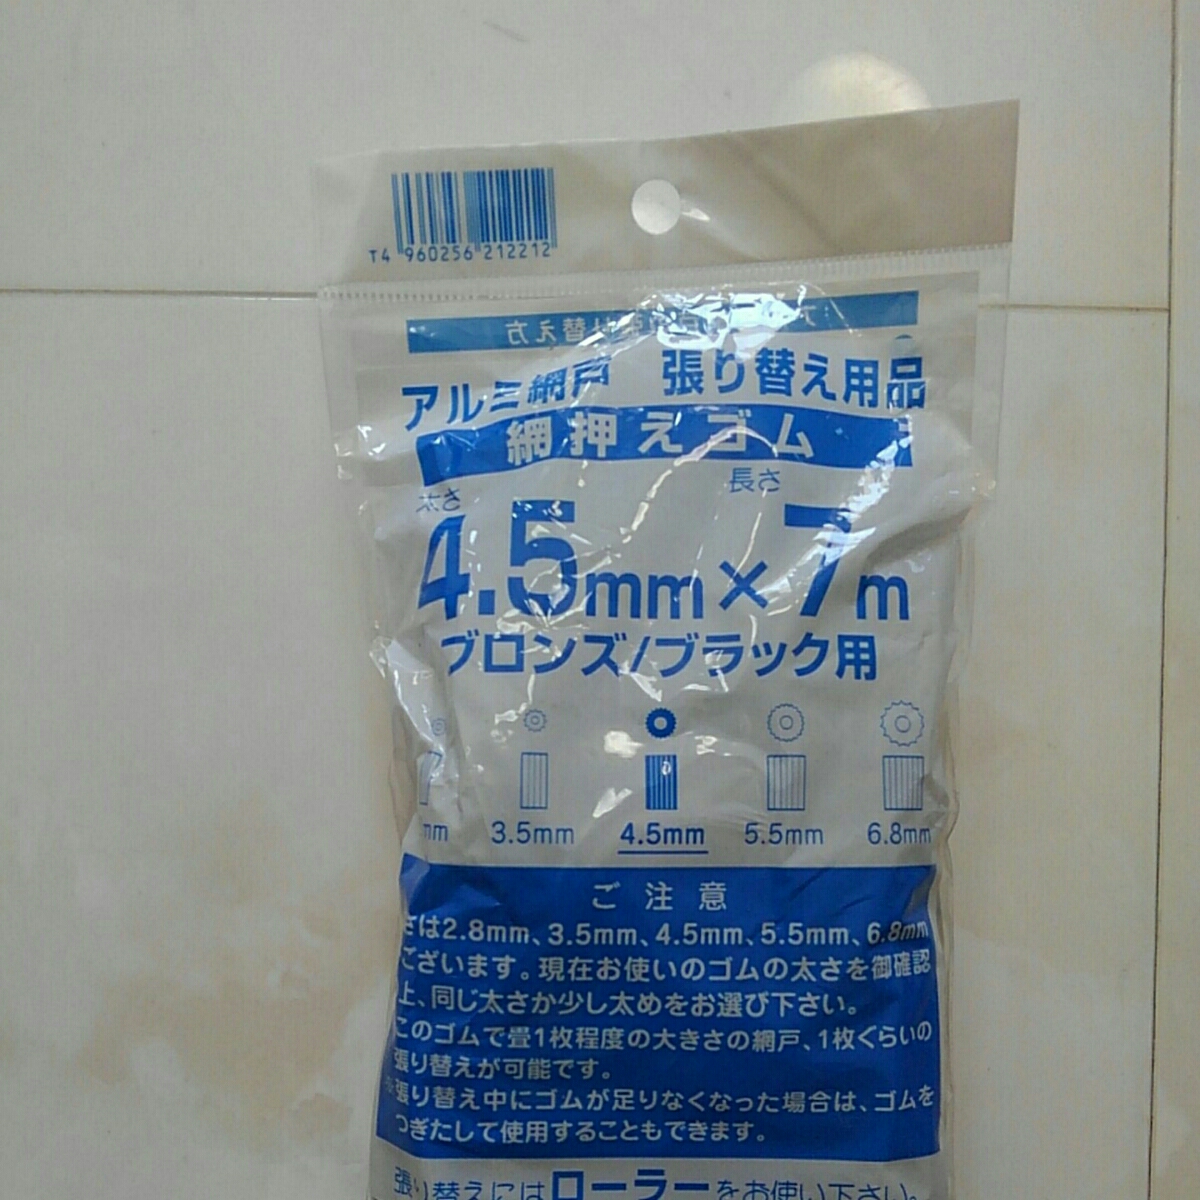 T4 960256 212212
替え方
アルミ網戸 張り替え用品
網押えゴム
太さ 長さ
4.5mm×7m
ブロンズ/ブラック用
mm 3.5mm 4.5mm 5.5mm 6.8mm
ご注意
さは2.8mm、3.5mm、4.5mm、5.5mm、6.8mm
ございます。現在お使いのゴムの太さを御確認
上、同じ太さか少し太めをお選び下さい。
このゴムで畳1枚程度の大きさの網戸、1枚ぐらいの
張り替えが可能です。
張り替え中にゴムが足りなくなった場合は、ゴムを
つぎたして使用することもできます。
張り替えにはローラーをお使い下さい。